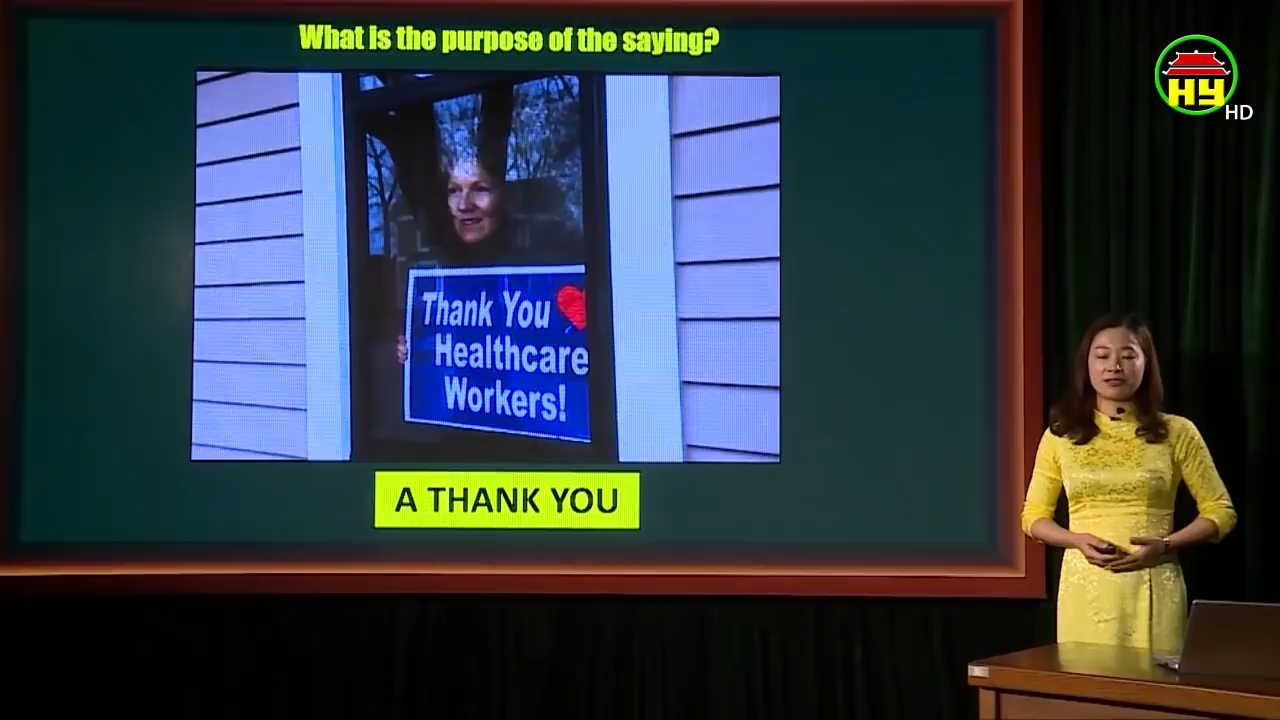 What is the purpose of the saying?
HY
HD
Thank You
Healthcare
Workers!
A THANK YOU